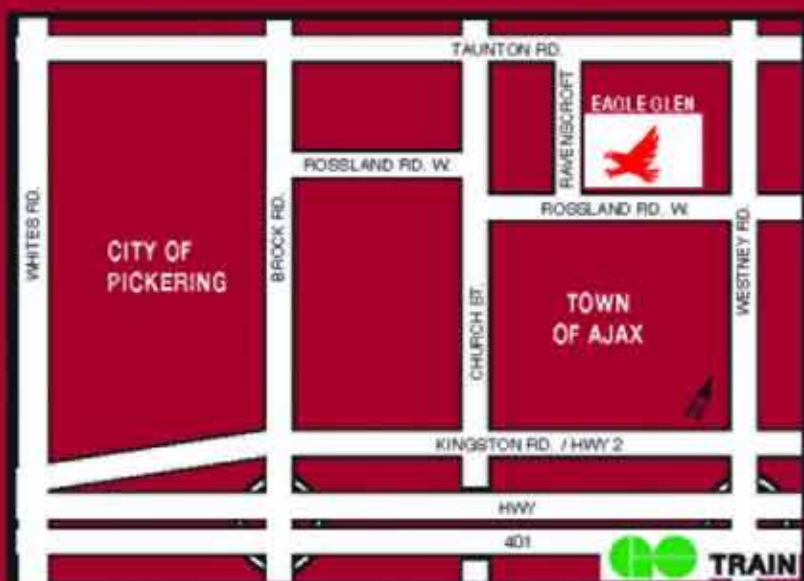 TAUNTON RD.
RAVENSCROFT
EAGLE GLEN
ROSSLAND RD. W.
ROSSLAND RD. W.
WHITES RD.
CITY OF
PICKERING
BROCK RD.
CHURCH ST.
TOWN
OF AJAX
WESTNEY RD.
KINGSTON RD. / HWY 2
HWY
401
GO TRAIN